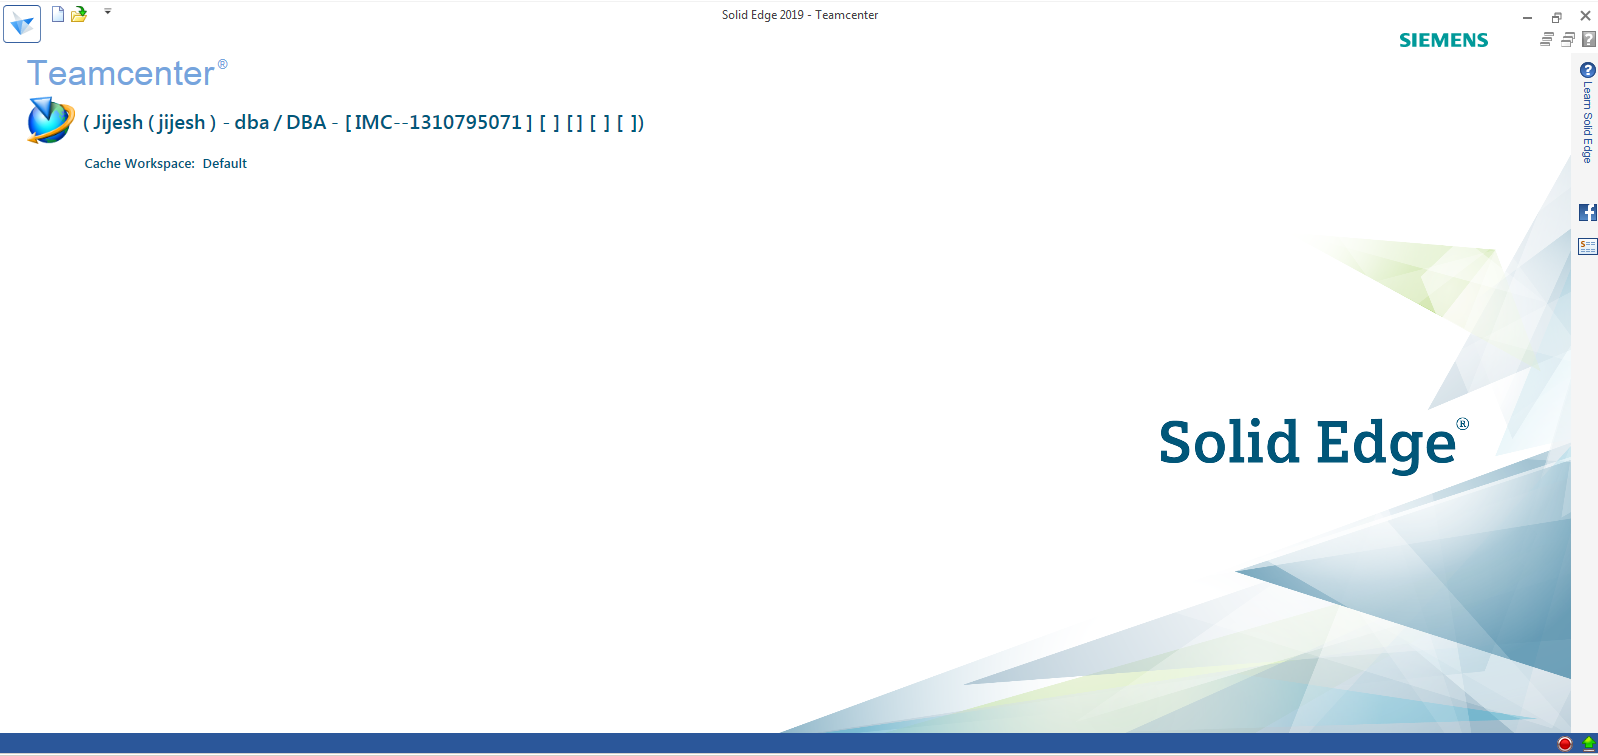 Solid Edge 2019 - Teamcenter
SIEMENS
?
Teamcenter®
?
Learn Solid Edge
( Jijesh ( jijesh ) - dba / DBA - [ IMC--1310795071 ] [ ] [ ] [ ] [ ])
Cache Workspace: Default
f
Solid Edge®